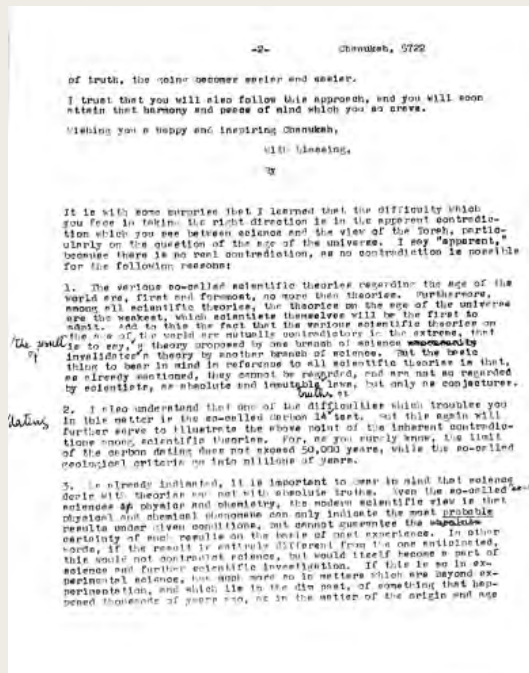 -2-          Chanukah, 5722
of truth, the going becomes easier and easier.
I trust that you will also follow this approach, and you will soon
attain that harmony and peace of mind which you so crave.
Wishing you a happy and inspiring Chanukah,
With blessing,
It is with some surprise that I learned that the difficulty which
you face in taking the right direction is in the apparent contradic-
tion which you see between science and the view of the Torah, partic-
ularly on the question of the age of the universe. I say "apparent,"
because there is no real contradiction, as no contradiction is possible
for the following reasons:
1. The various so-called scientific theories regarding the age of the
world are, first and foremost, no more than theories. Furthermore,
among all scientific theories, the theories on the age of the universe
are the weakest, which scientists themselves will be the first to
admit. Add to this the fact that the various scientific theories on
the age of the world are mutually contradictory in the extreme, that
the result
of
is to say, a theory proposed by one branch of science
invalidates a theory by another branch of science. But the basic
thing to bear in mind in reference to all scientific theories is that,
as already mentioned, they cannot be regarded, and are not so regarded
by scientists, as absolute and immutable laws, but only as conjectures.
truths or
2. I also understand that one of the difficulties which troubles you
dating
in this matter is the so-called carbon 14 test. But this again will
further serve to illustrate the above point of the inherent contradic-
tions among scientific theories. For, as you surely know, the limit
of the carbon dating does not exceed 50,000 years, while the so-called
geological criteria go into millions of years.
3. As already indicated, it is important to bear in mind that science
deals with theories and not with absolute truths. Even the so-called
sciences physics and chemistry, the modern scientific view is that
physical and chemical phenomena can only indicate the most probable
results under given conditions, but cannot guarantee the absolute
certainty of such results on the basis of past experience. In other
words, if the result is entirely different from the one anticipated,
this would not contradict science, but would itself become a part of
science and further scientific investigation. If this is so in ex-
perimental science, how much more so in matters which are beyond ex-
perimentation, and which lie in the dim past, of something that hap-
pened thousands of years ago, as in the matter of the origin and age